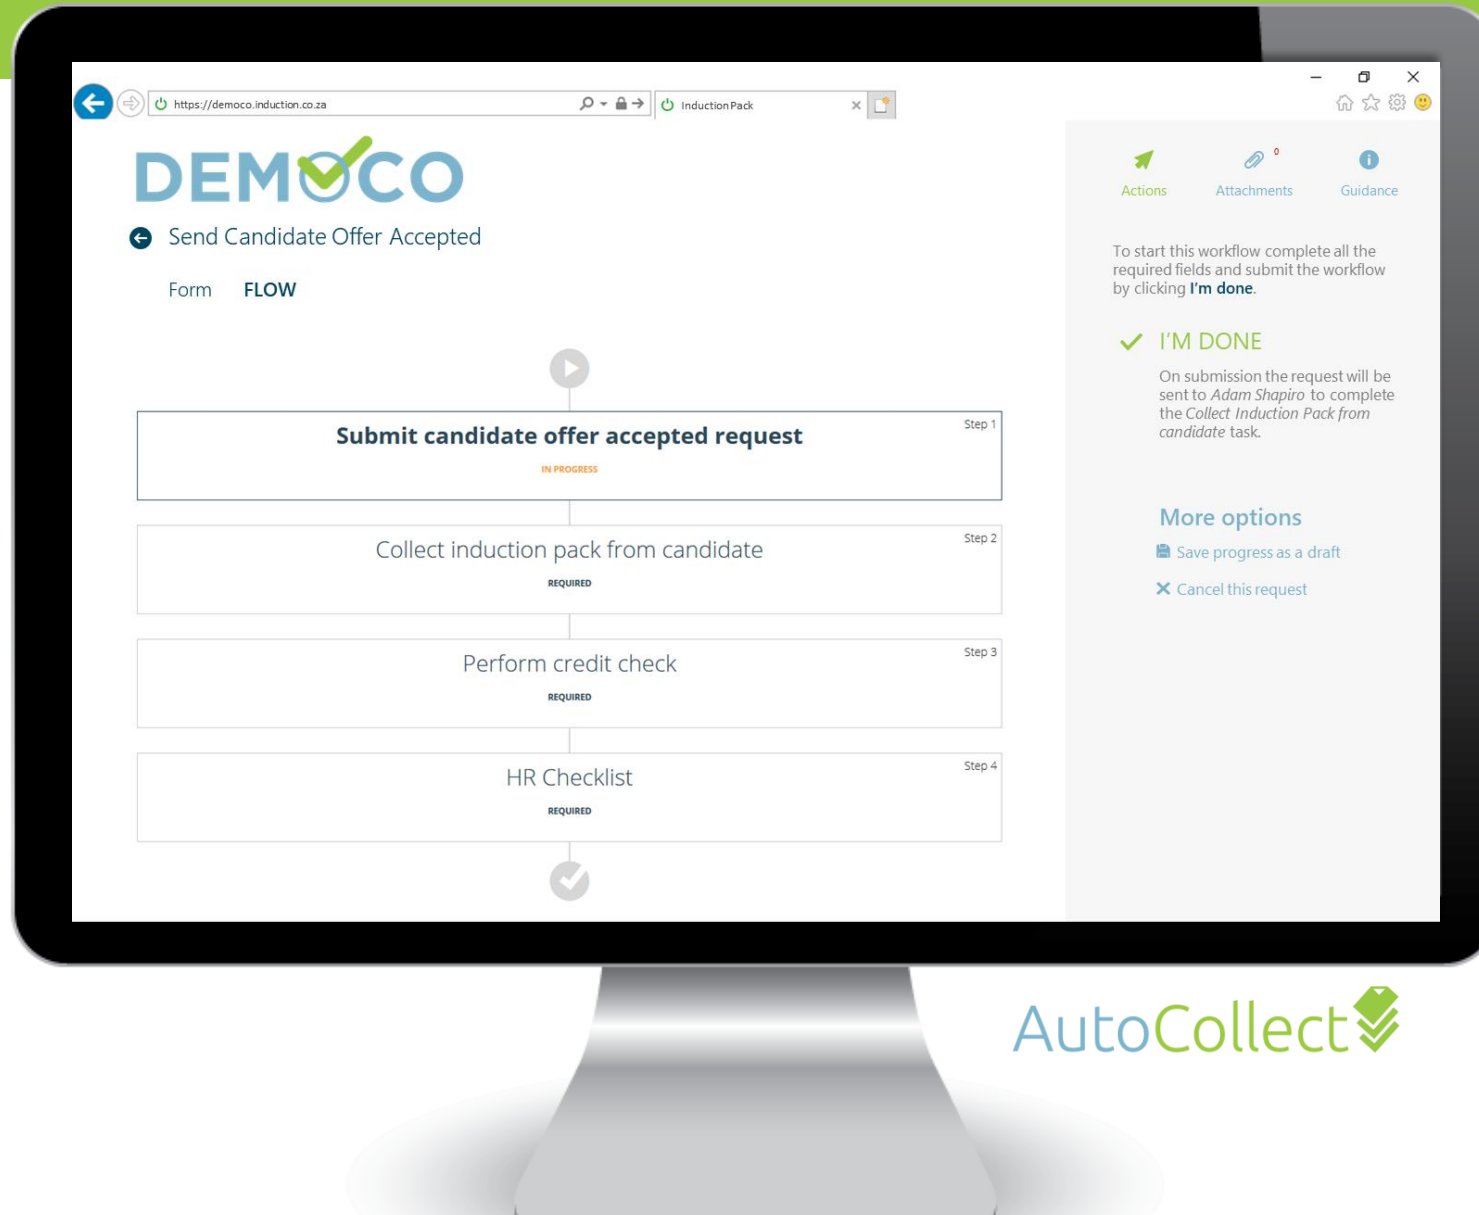 https://democo.induction.co.za
Induction Pack
DEMOCO
Send Candidate Offer Accepted
Form FLOW
Submit candidate offer accepted request
Step 1
IN PROGRESS
Collect induction pack from candidate
Step 2
REQUIRED
Perform credit check
Step 3
REQUIRED
HR Checklist
Step 4
REQUIRED
0
Actions
Attachments
Guidance
To start this workflow complete all the
required fields and submit the workflow
by clicking I'm done.
I'M DONE
On submission the request will be
sent to Adam Shapiro to complete
the Collect Induction Pack from
candidate task.
More options
Save progress as a draft
Cancel this request
AutoCollect